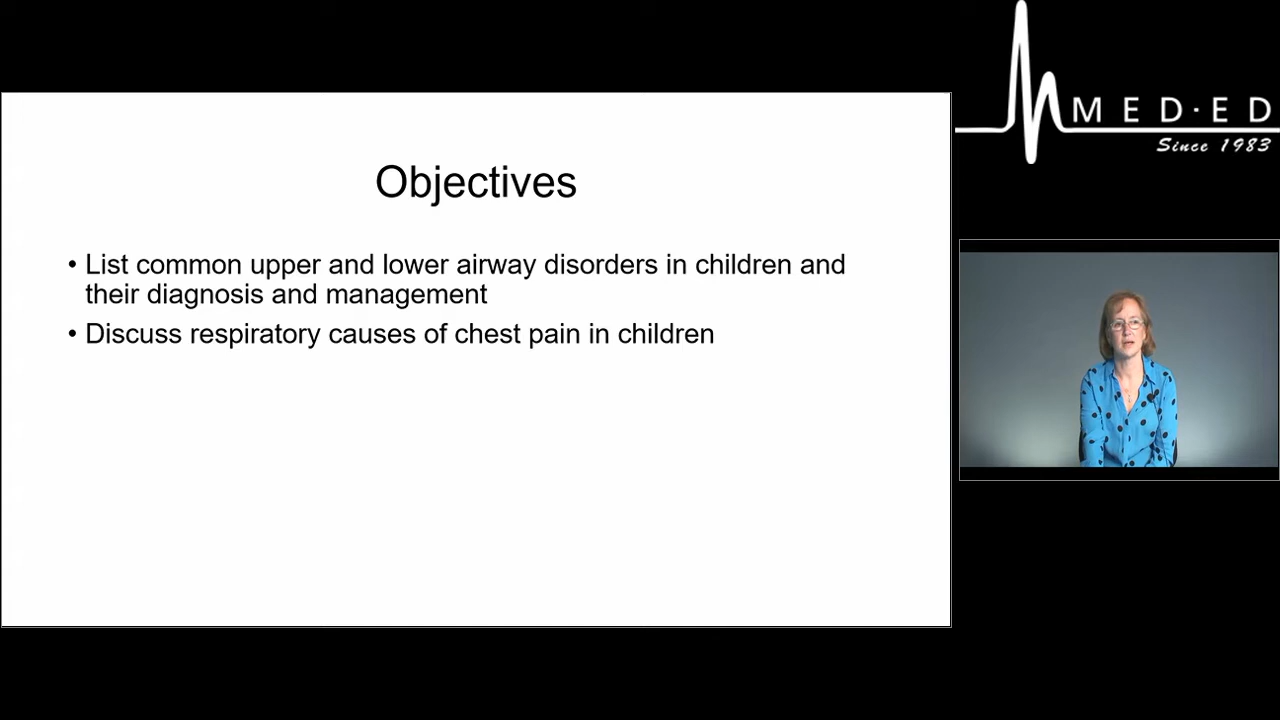 MED·ED
Since 1983
Objectives
• List common upper and lower airway disorders in children and
their diagnosis and management
• Discuss respiratory causes of chest pain in children